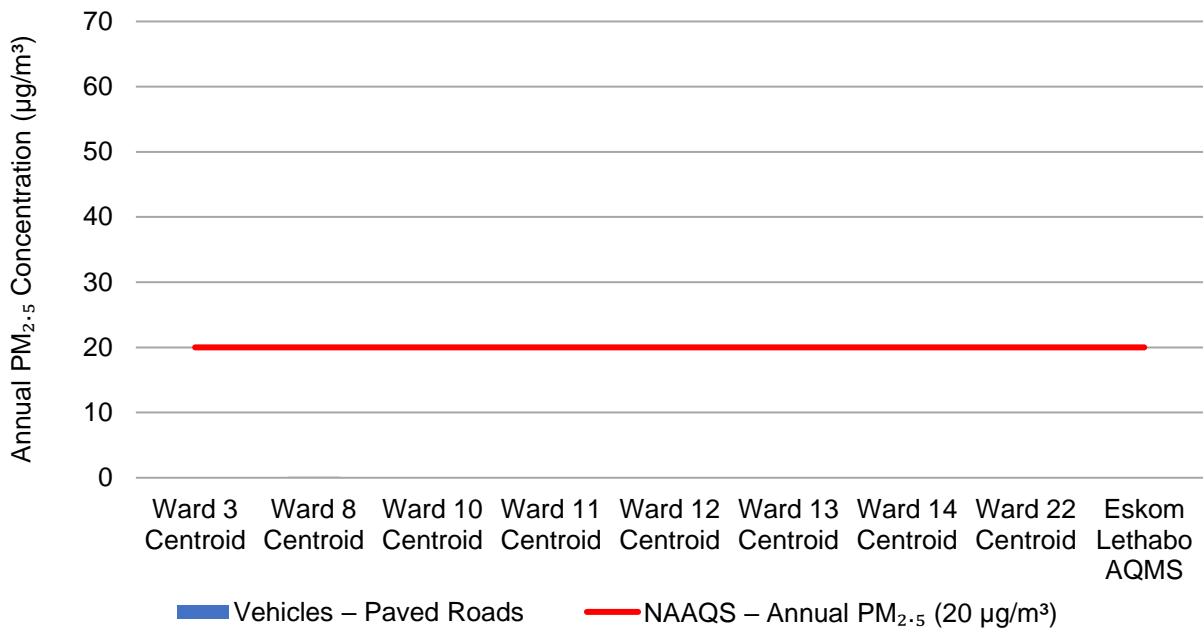 Annual PM₂.₅ Concentration (µg/m³)
70
60
50
40
30
20
10
0
Ward 3 Centroid
Ward 8 Centroid
Ward 10 Centroid
Ward 11 Centroid
Ward 12 Centroid
Ward 13 Centroid
Ward 14 Centroid
Ward 22 Centroid
Eskom Lethabo AQMS
Vehicles – Paved Roads
NAAQS – Annual PM₂.₅ (20 µg/m³)